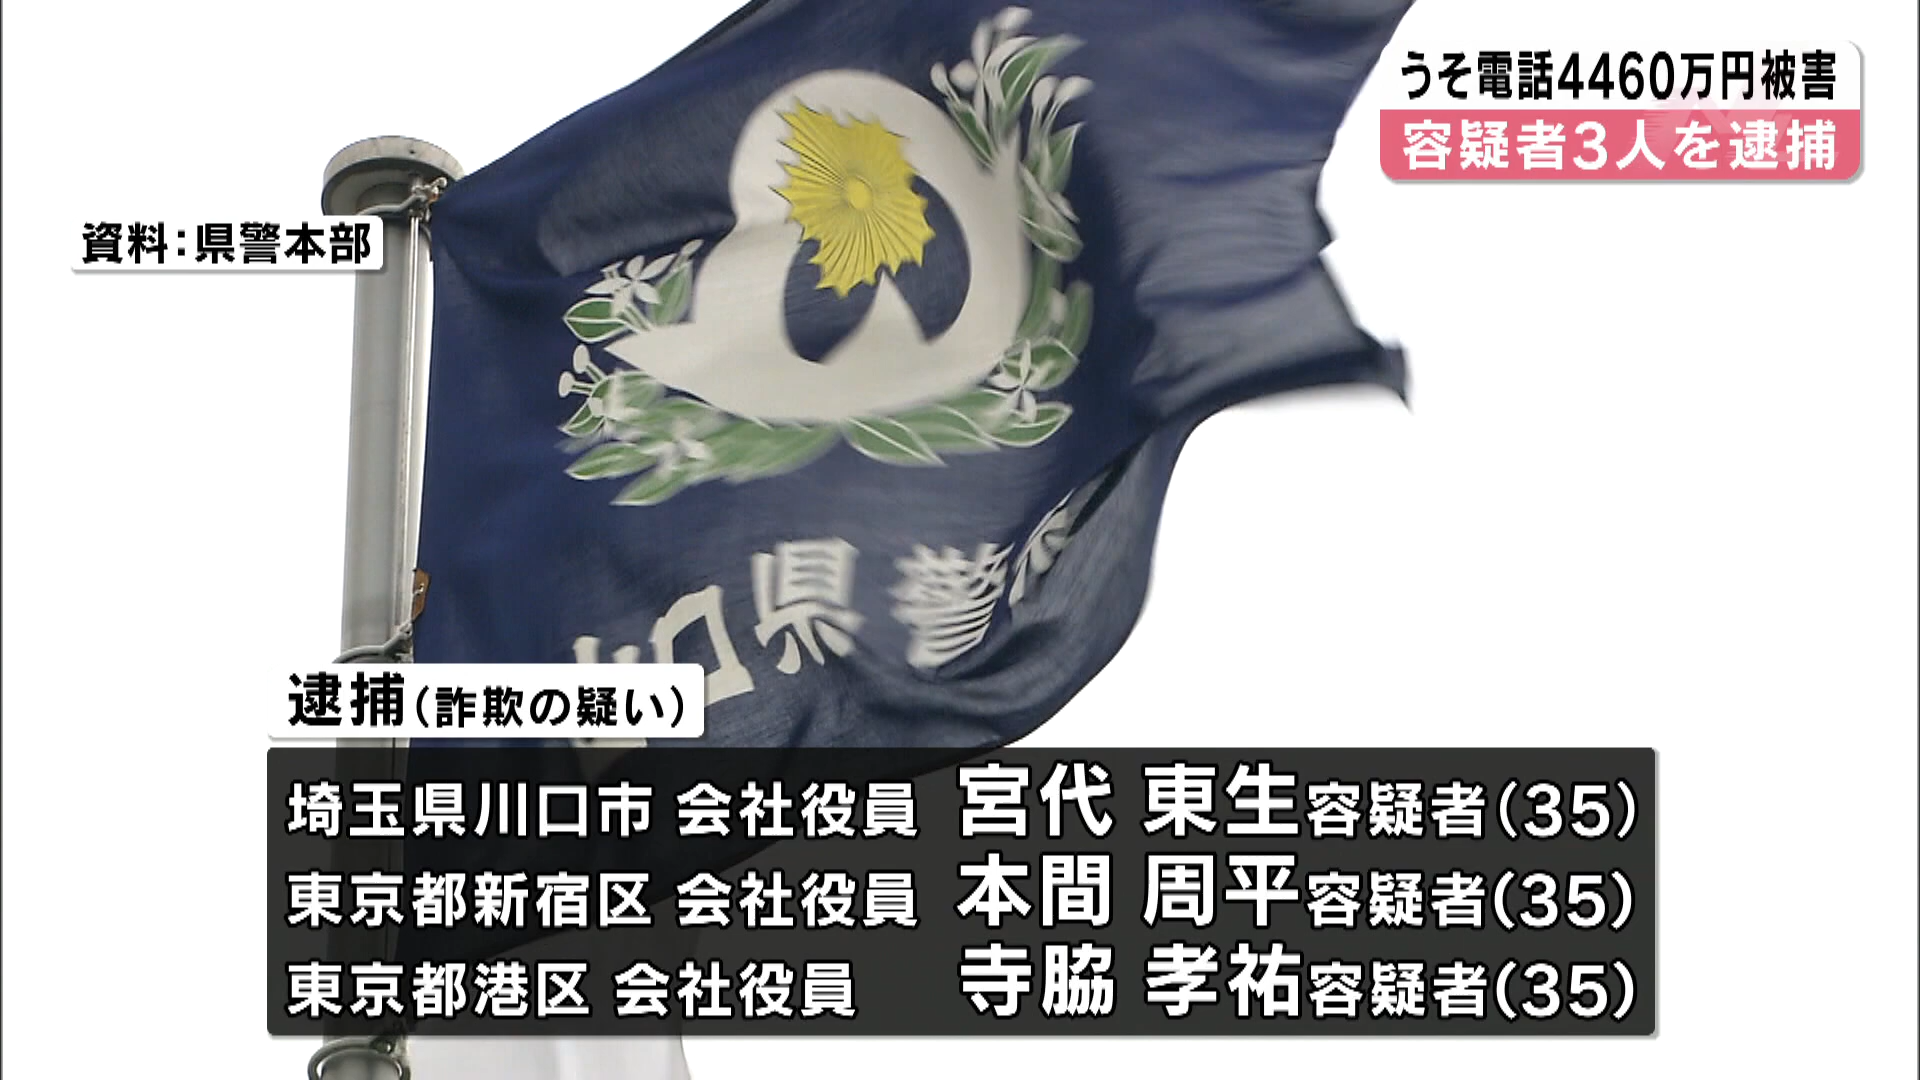 うそ電話4460万円被害
容疑者3人を逮捕
資料:県警本部
山口県警
逮捕(詐欺の疑い)
埼玉県川口市 会社役員 宮代 東生容疑者(35)
東京都新宿区 会社役員 本間 周平容疑者(35)
東京都港区 会社役員 寺脇 孝祐容疑者(35)